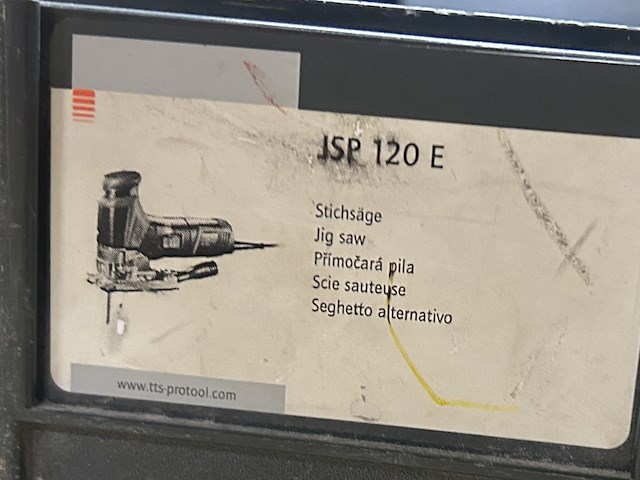 JSP 120 E
Stichsäge
Jig saw
Přímočará pila
Scie sauteuse
Seghetto alternativo
www.tts-protool.com